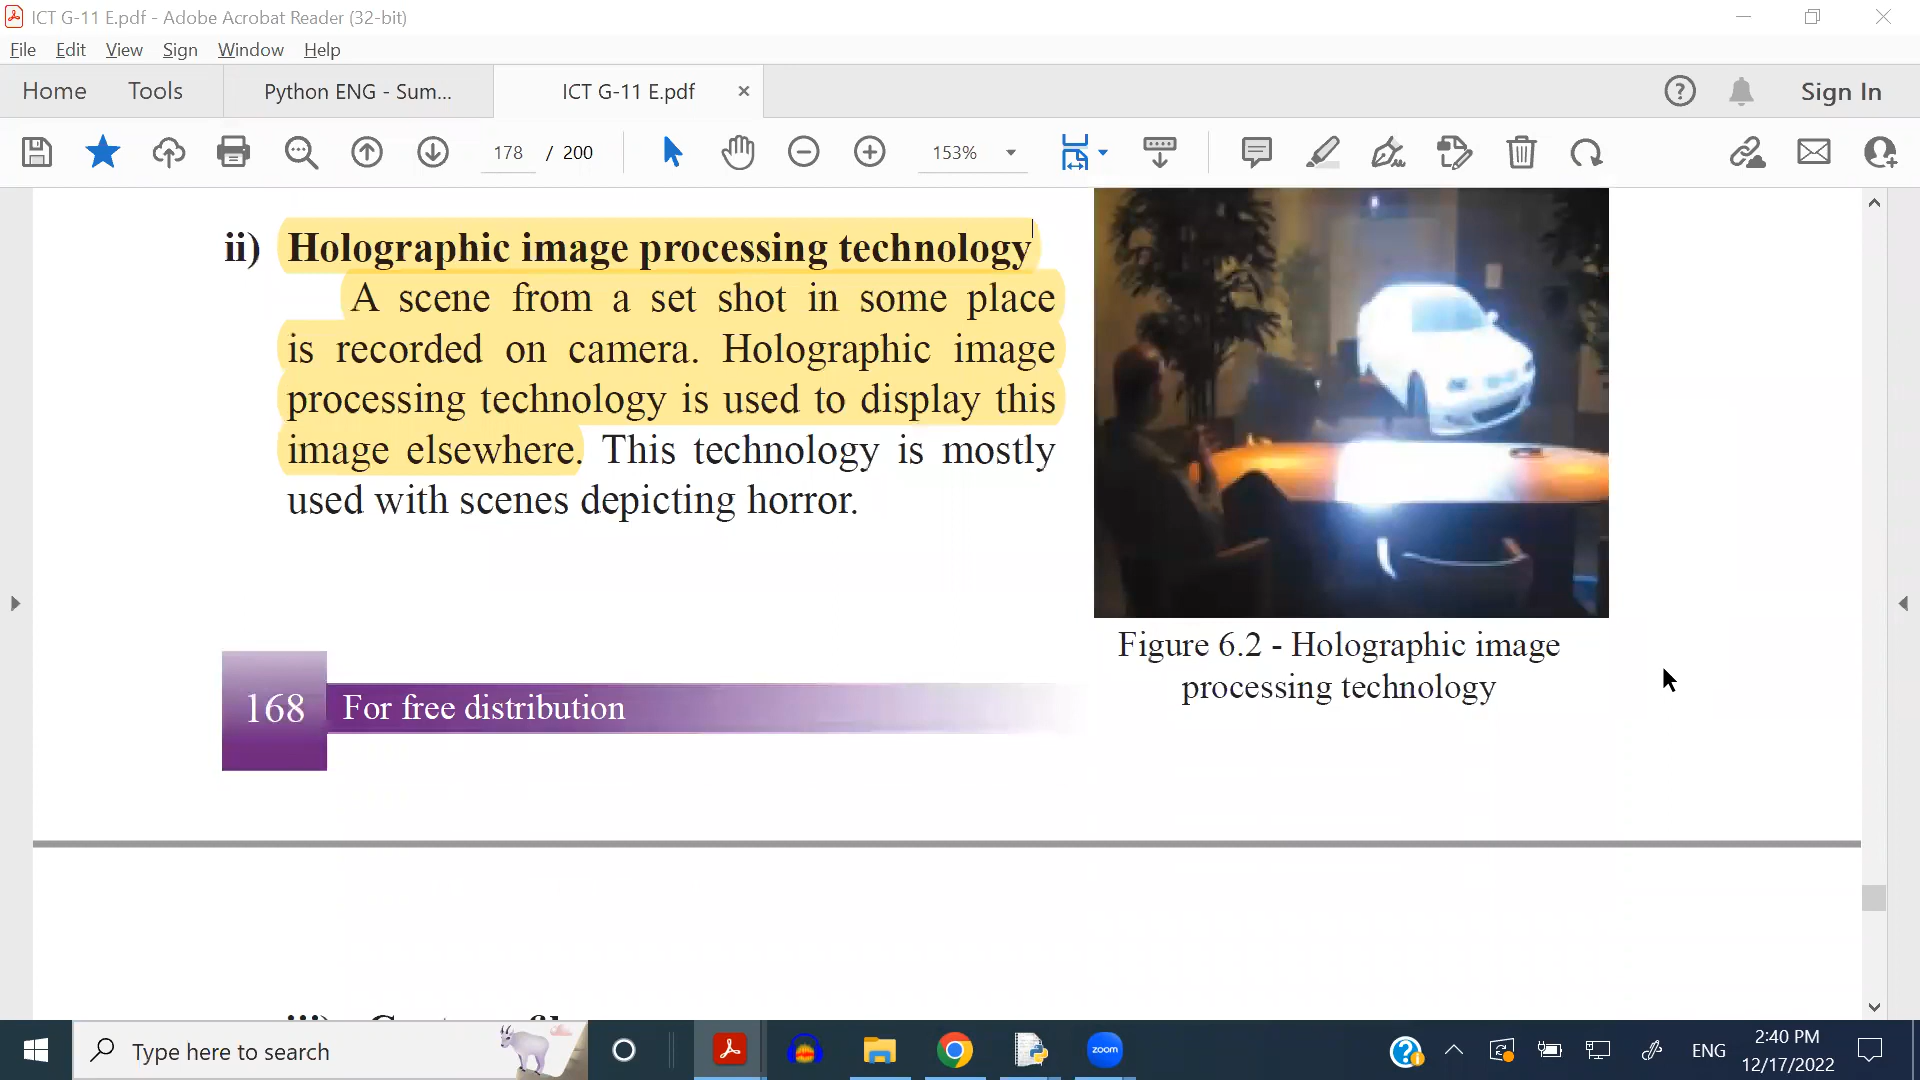 ICT G-11 E.pdf - Adobe Acrobat Reader (32-bit)
File Edit View Sign Window Help
Home Tools Python ENG - Sum... ICT G-11 E.pdf × Sign In
178 / 200 153%
ii) Holographic image processing technology
A scene from a set shot in some place
is recorded on camera. Holographic image
processing technology is used to display this
image elsewhere. This technology is mostly
used with scenes depicting horror.
Figure 6.2 - Holographic image
processing technology
168 For free distribution
Type here to search
zoom
ENG
2:40 PM
12/17/2022